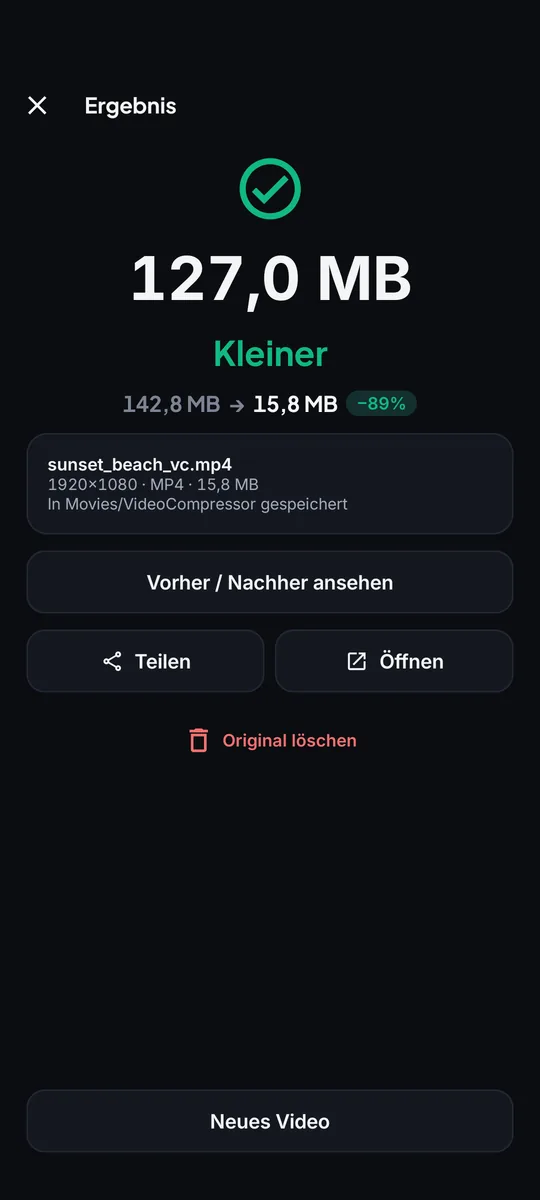 Ergebnis
127,0 MB
Kleiner
142,8 MB → 15,8 MB −89%
sunset_beach_vc.mp4
1920×1080 · MP4 · 15,8 MB
In Movies/VideoCompressor gespeichert
Vorher / Nachher ansehen
Teilen
Öffnen
Original löschen
Neues Video